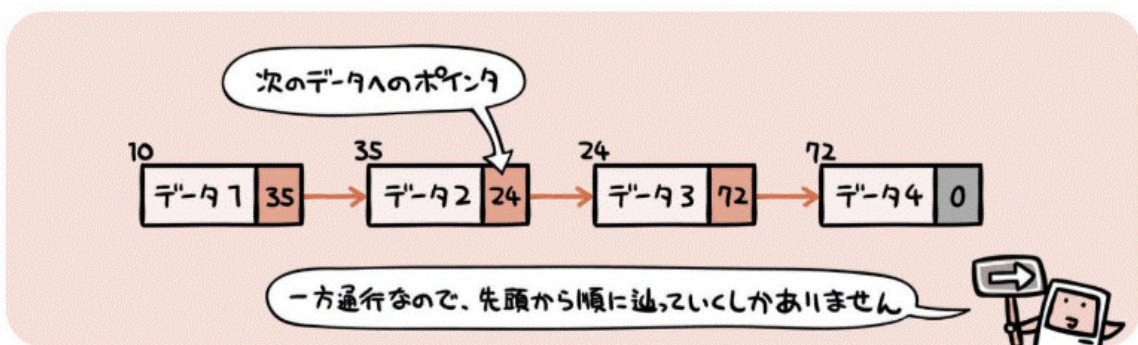 次のデータへのポインタ
10
35
24
72
データ1 35
データ2 24
データ3 72
データ4 0
一方通行なので、先頭から順に辿っていくしかありません